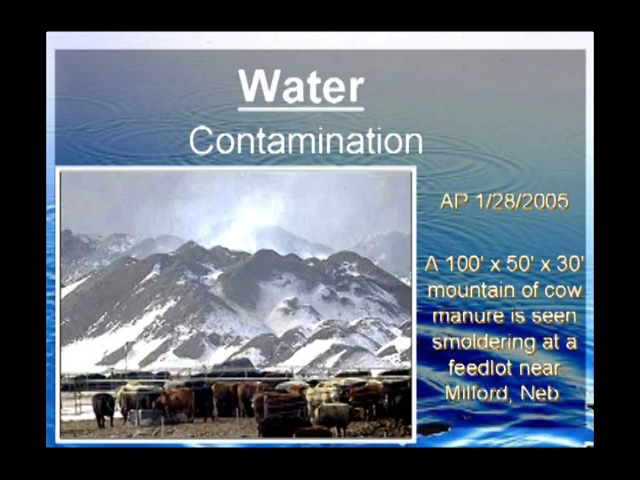 Water
Contamination
AP 1/28/2005
A 100' x 50' x 30'
mountain of cow
manure is seen
smoldering at a
feedlot near
Milford, Neb